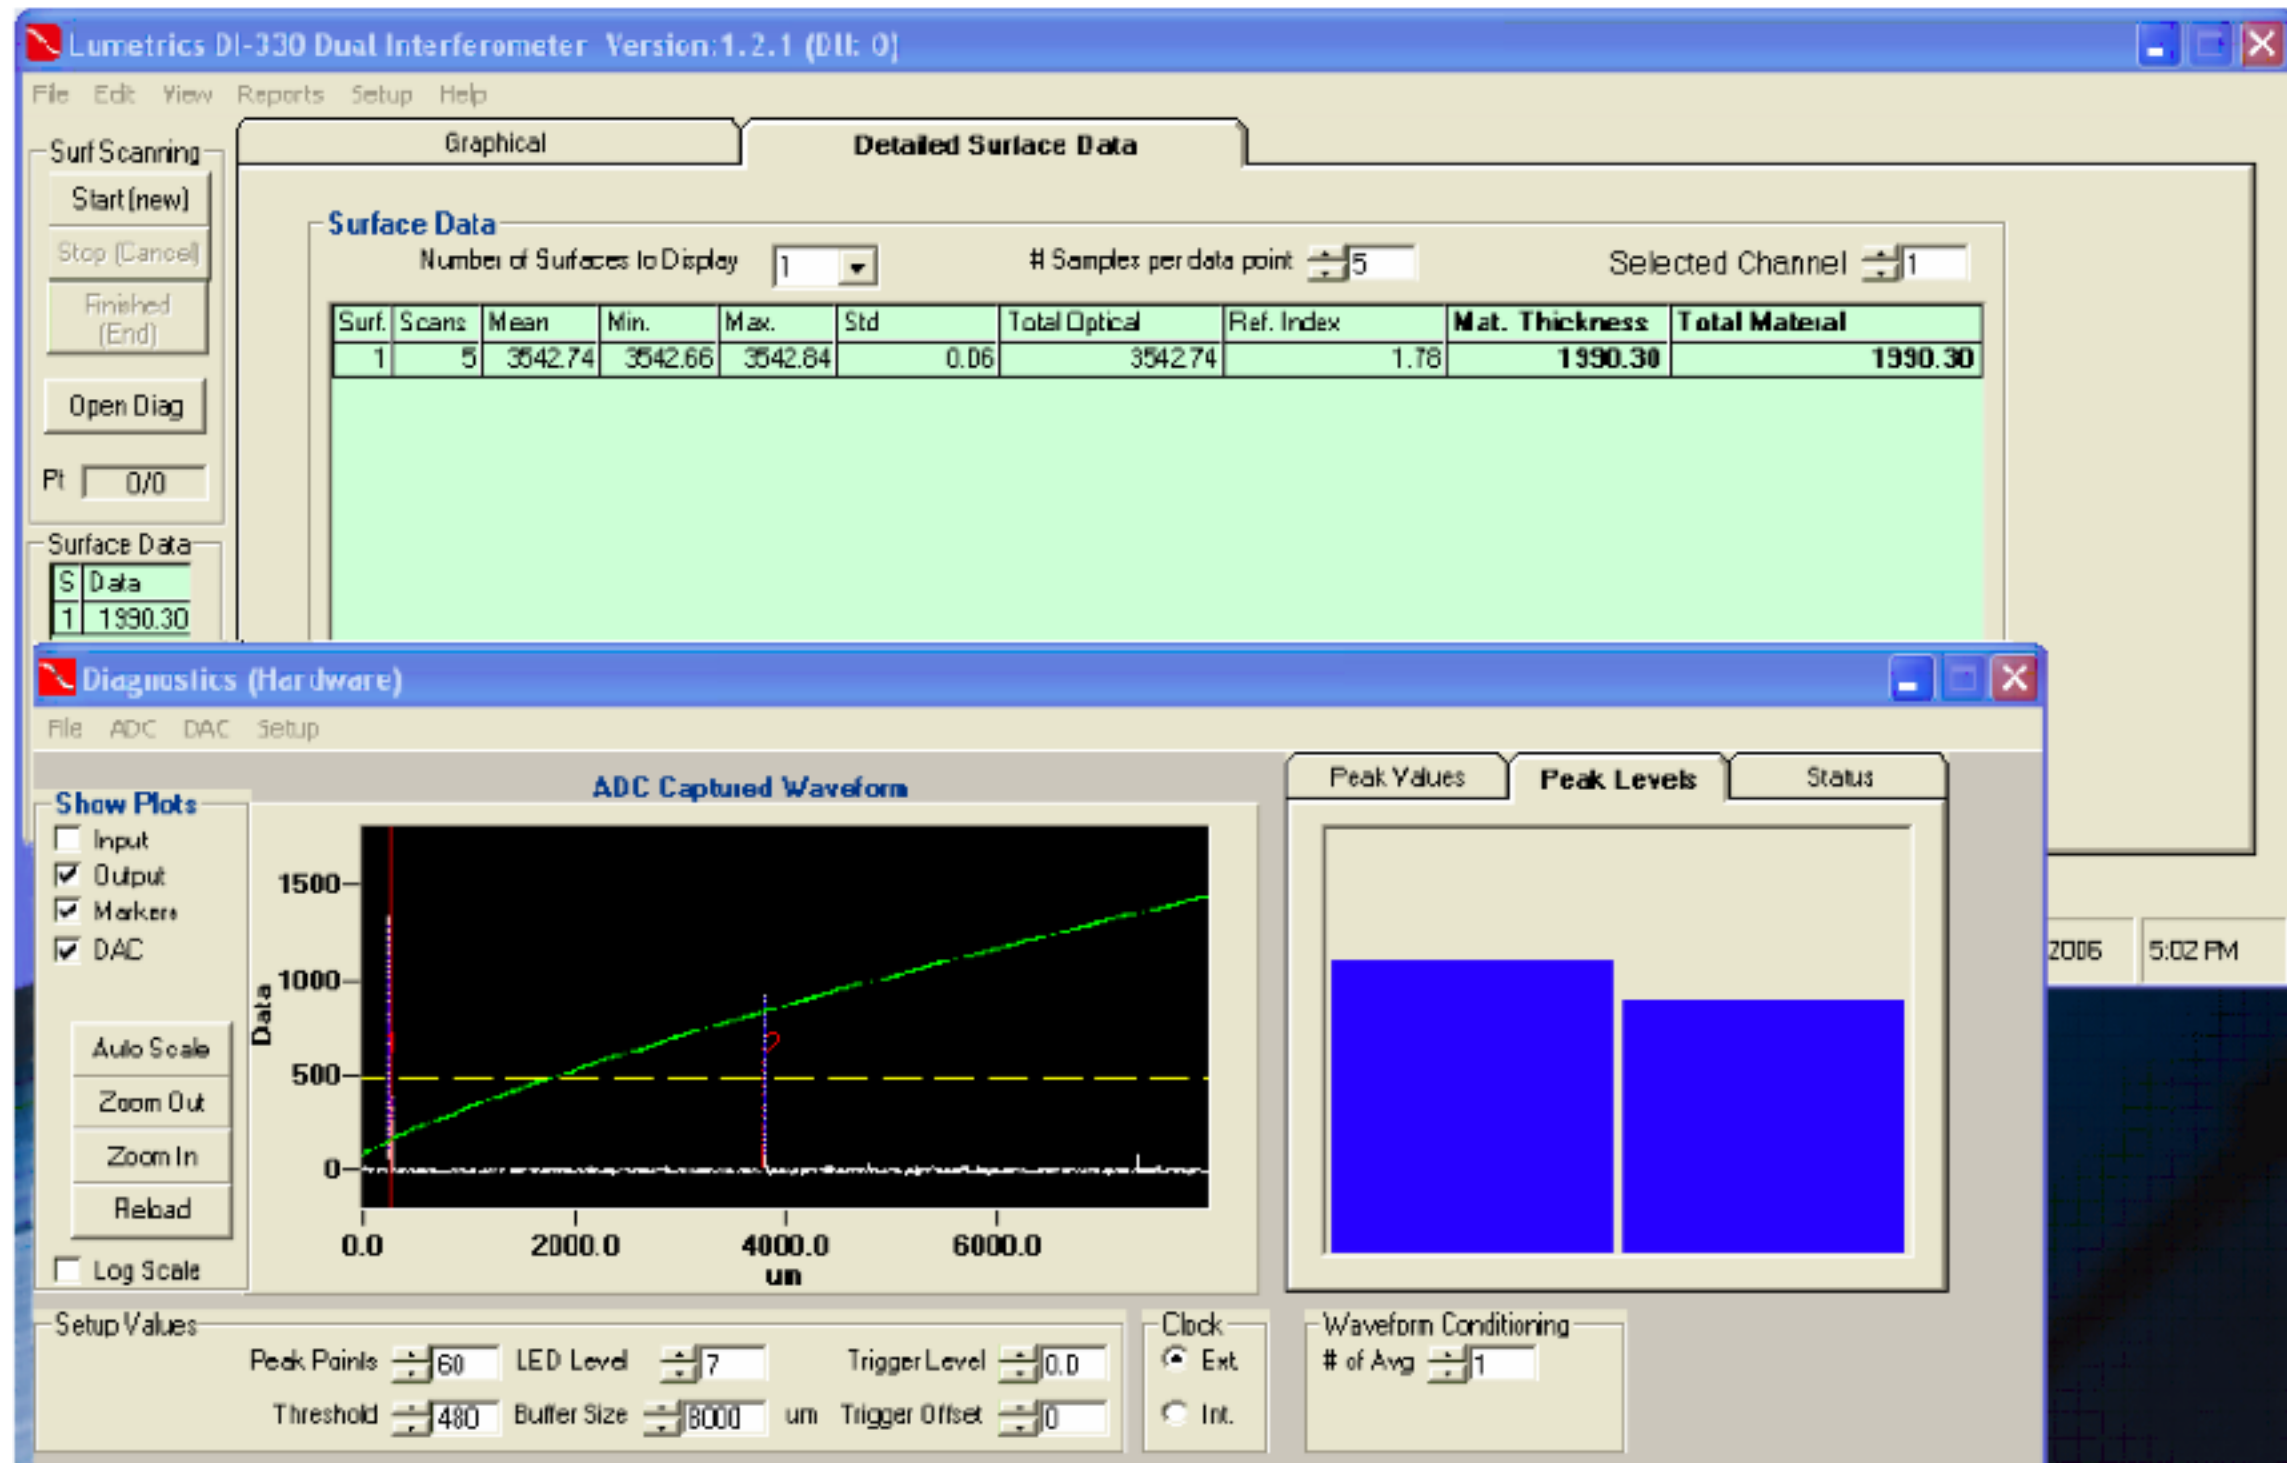 Lumetrics DI-330 Dual Interferometer Version:1.2.1 (Dll: 0)
File Edit View Reports Setup Help
Graphical Detailed Surface Data
Surf Scanning
Start(new)
Stop (Cancel)
Finished
(End)
Open Diag
Pt 0/0
Surface Data
Number of Surfaces to Display 1 # Samples per data point 5 Selected Channel 1
Surf. Scans Mean Min. Max. Std Total Optical Ref. Index Mat. Thickness Total Mateial
1 5 3542.74 3542.66 3542.84 0.06 3542.74 1.78 1990.30 1990.30
Surface Data
S Data
1 1990.30
Diagnostics (Hardware)
File ADC DAC Setup
Show Plots
Input
Output
Markers
DAC
Auto Scale
Zoom Out
Zoom In
Reload
Log Scale
ADC Captured Waveform
1500
1000
500
0
Data
0.0 2000.0 4000.0 6000.0
um
Peak Values Peak Levels Status
2006 5:02 PM
Setup Values
Peak Points 60 LED Level 7 Trigger Level 0.0
Threshold 480 Buffer Size 8000 um Trigger Offset 0
Clock
Ext.
Int.
Waveform Conditioning
# of Avg 1